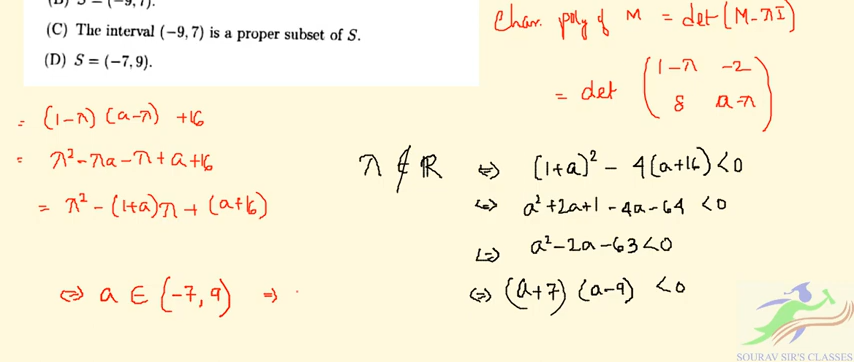 (B) S = (−9, 7).
(C) The interval (−9, 7) is a proper subset of S.
(D) S = (−7, 9).
Char. poly of M = det(M-λI)
= det (1-λ -2
8 a-λ)
= (1-λ) (a-λ) +16
= λ² - λa - λ + a + 16
= λ² - (1+a)λ + (a+16)
λ ∉ ℝ ⇔ (1+a)² - 4(a+16) < 0
⇔ a² + 2a + 1 - 4a - 64 < 0
⇔ a² - 2a - 63 < 0
⇔ (a+7) (a-9) < 0
⇔ a ∈ (-7, 9) ⇒
SOURAV SIR'S CLASSES